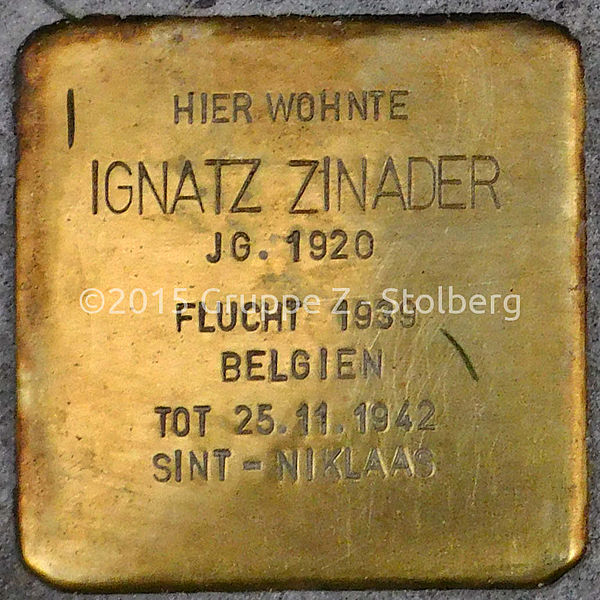 HIER WOHNTE
IGNATZ ZINADER
JG. 1920
©2015 Gruppe Z, Stolberg
FLUCHT 1939
BELGIEN
TOT 25.11.1942
SINT - NIKLAAS